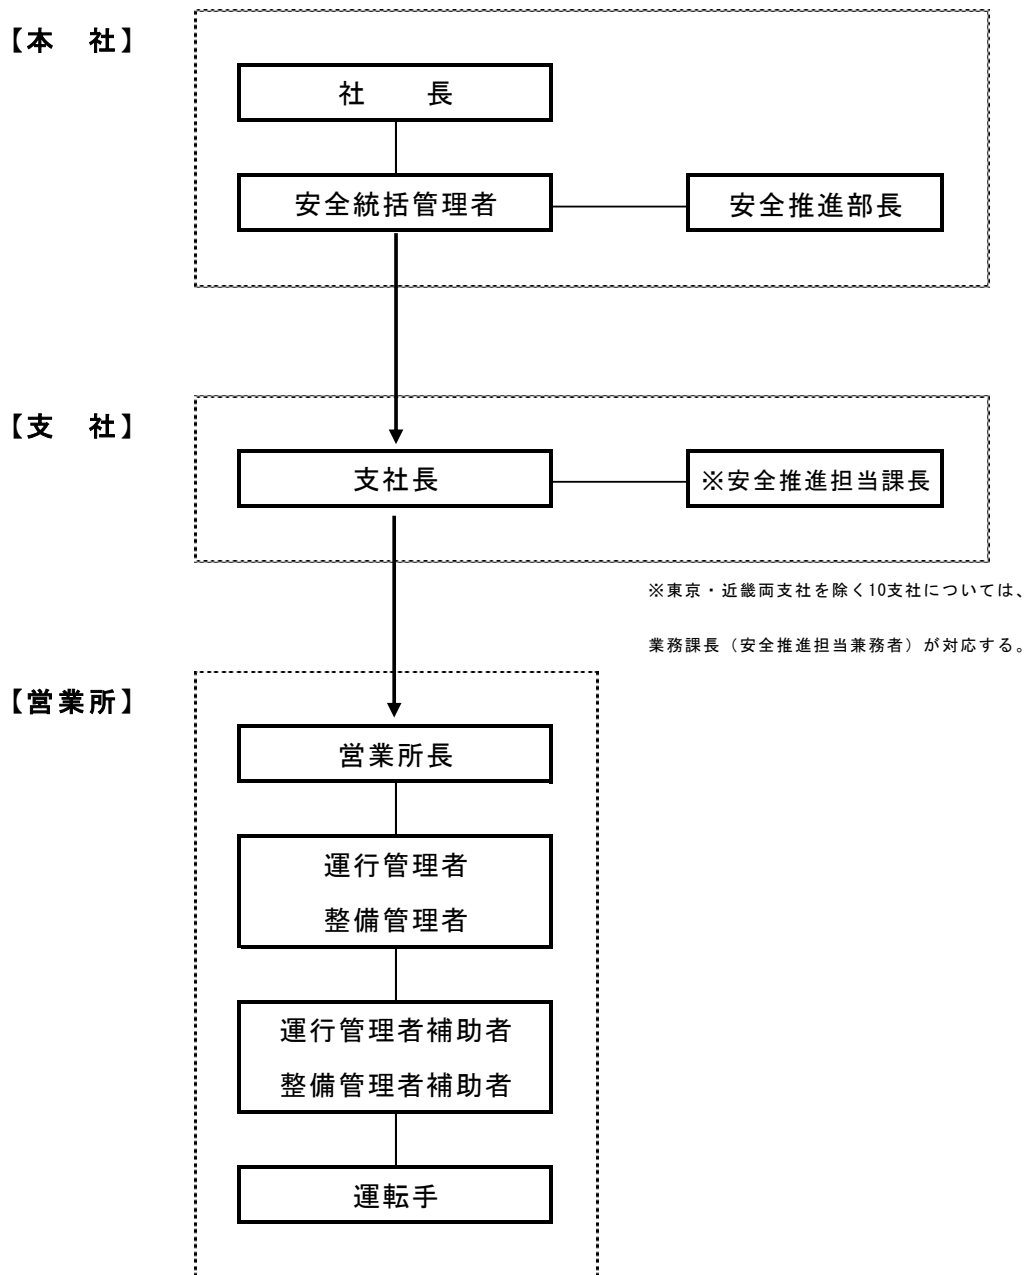 【本　社】
社　　長
安全統括管理者
安全推進部長
【支　社】
支社長
※安全推進担当課長
※東京・近畿両支社を除く10支社については、
業務課長（安全推進担当兼務者）が対応する。
【営業所】
営業所長
運行管理者
整備管理者
運行管理者補助者
整備管理者補助者
運転手